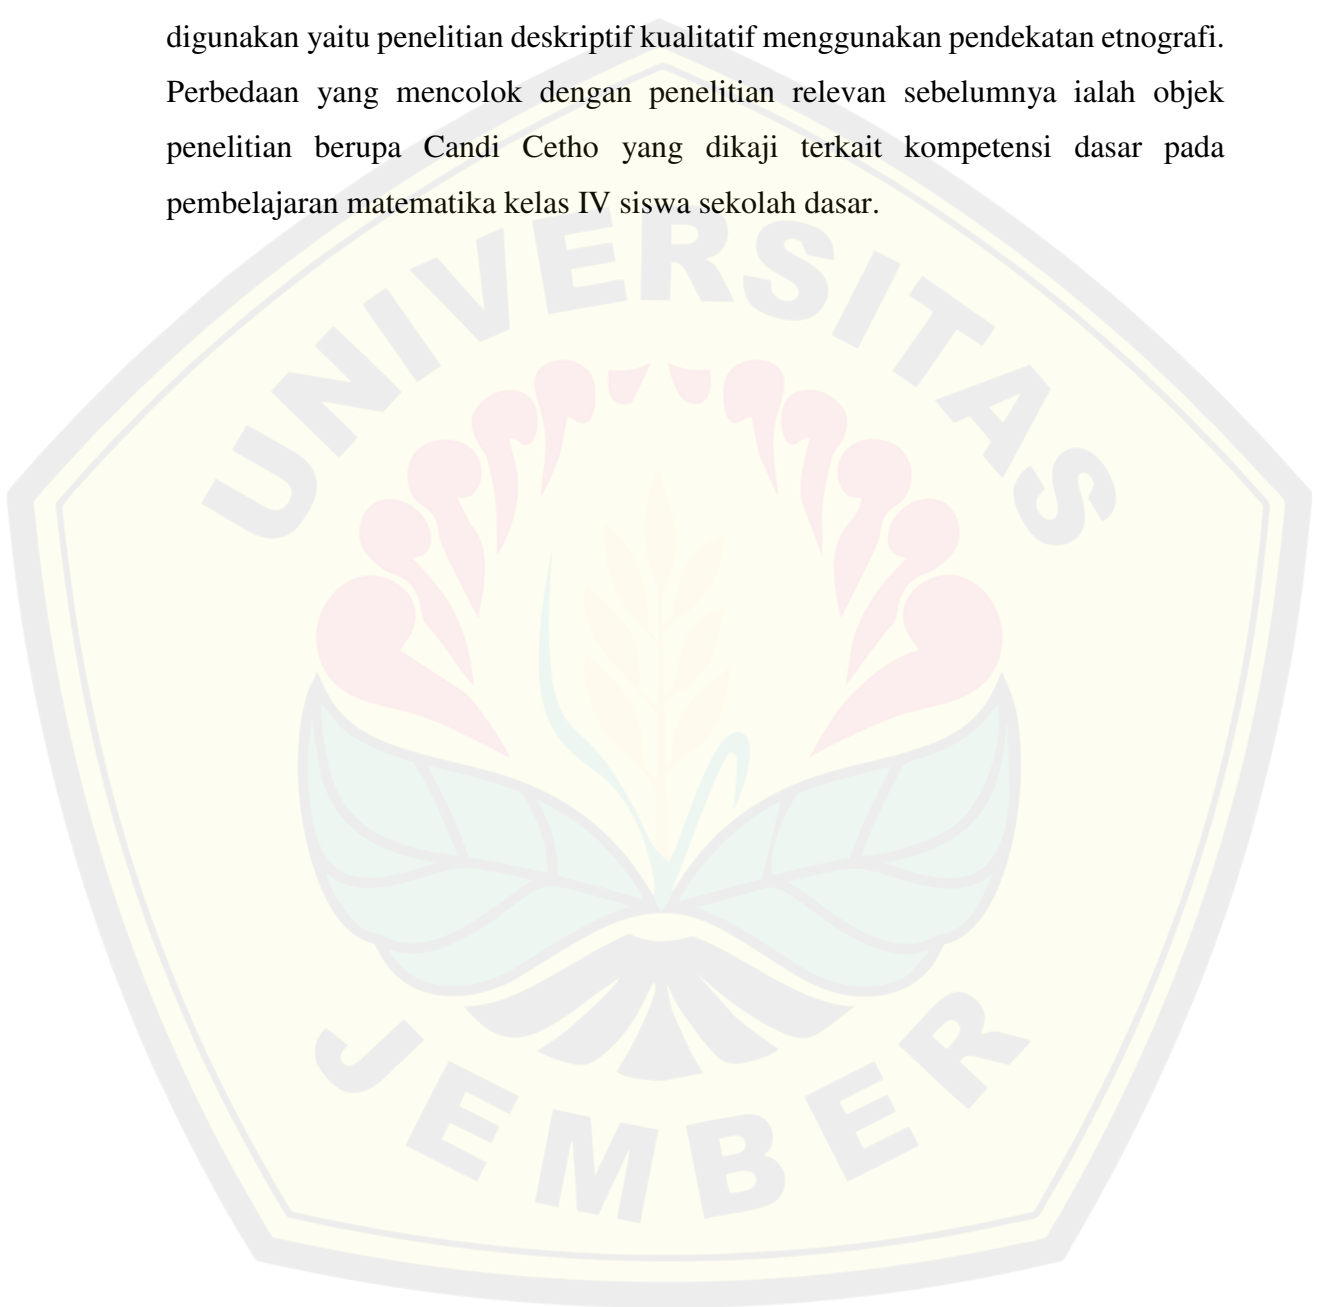 digunakan yaitu penelitian deskriptif kualitatif menggunakan pendekatan etnografi.
Perbedaan yang mencolok dengan penelitian relevan sebelumnya ialah objek
penelitian berupa Candi Cetho yang dikaji terkait kompetensi dasar pada
pembelajaran matematika kelas IV siswa sekolah dasar.
UNIVERSITAS
JEMBER